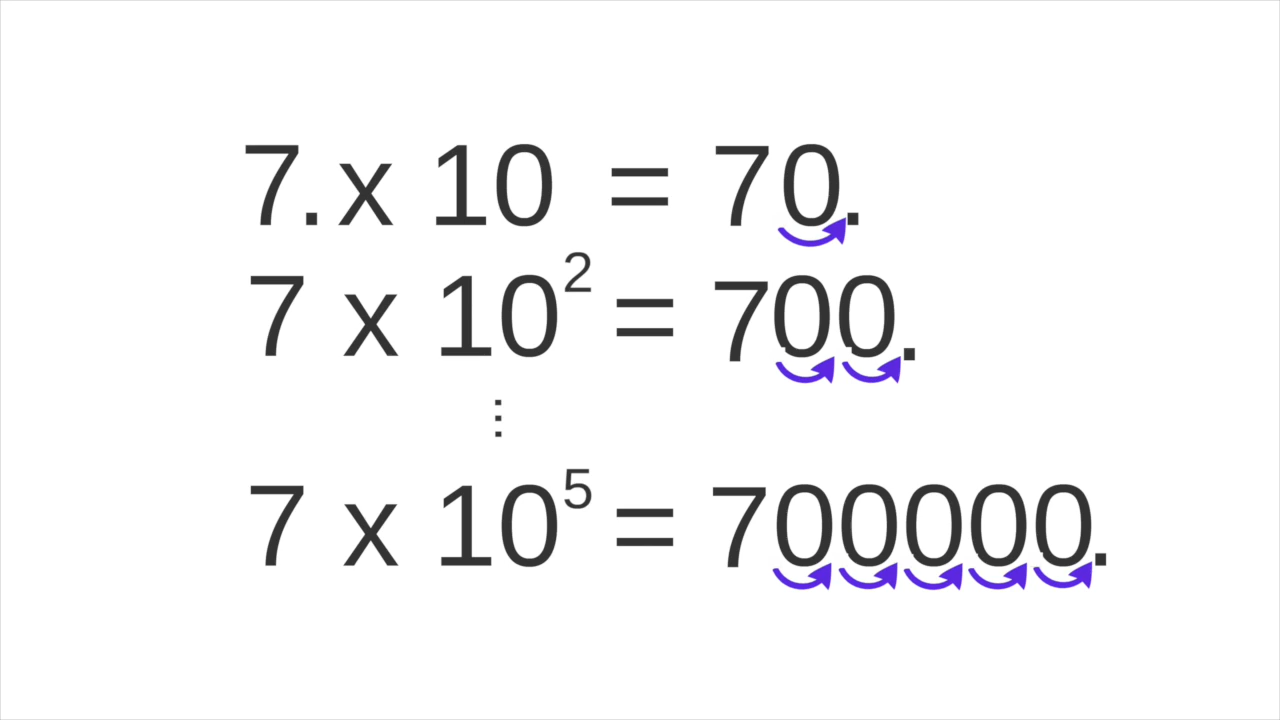 7. x 10 = 70.
7 x 10² = 700.
⋮
7 x 10⁵ = 700000.